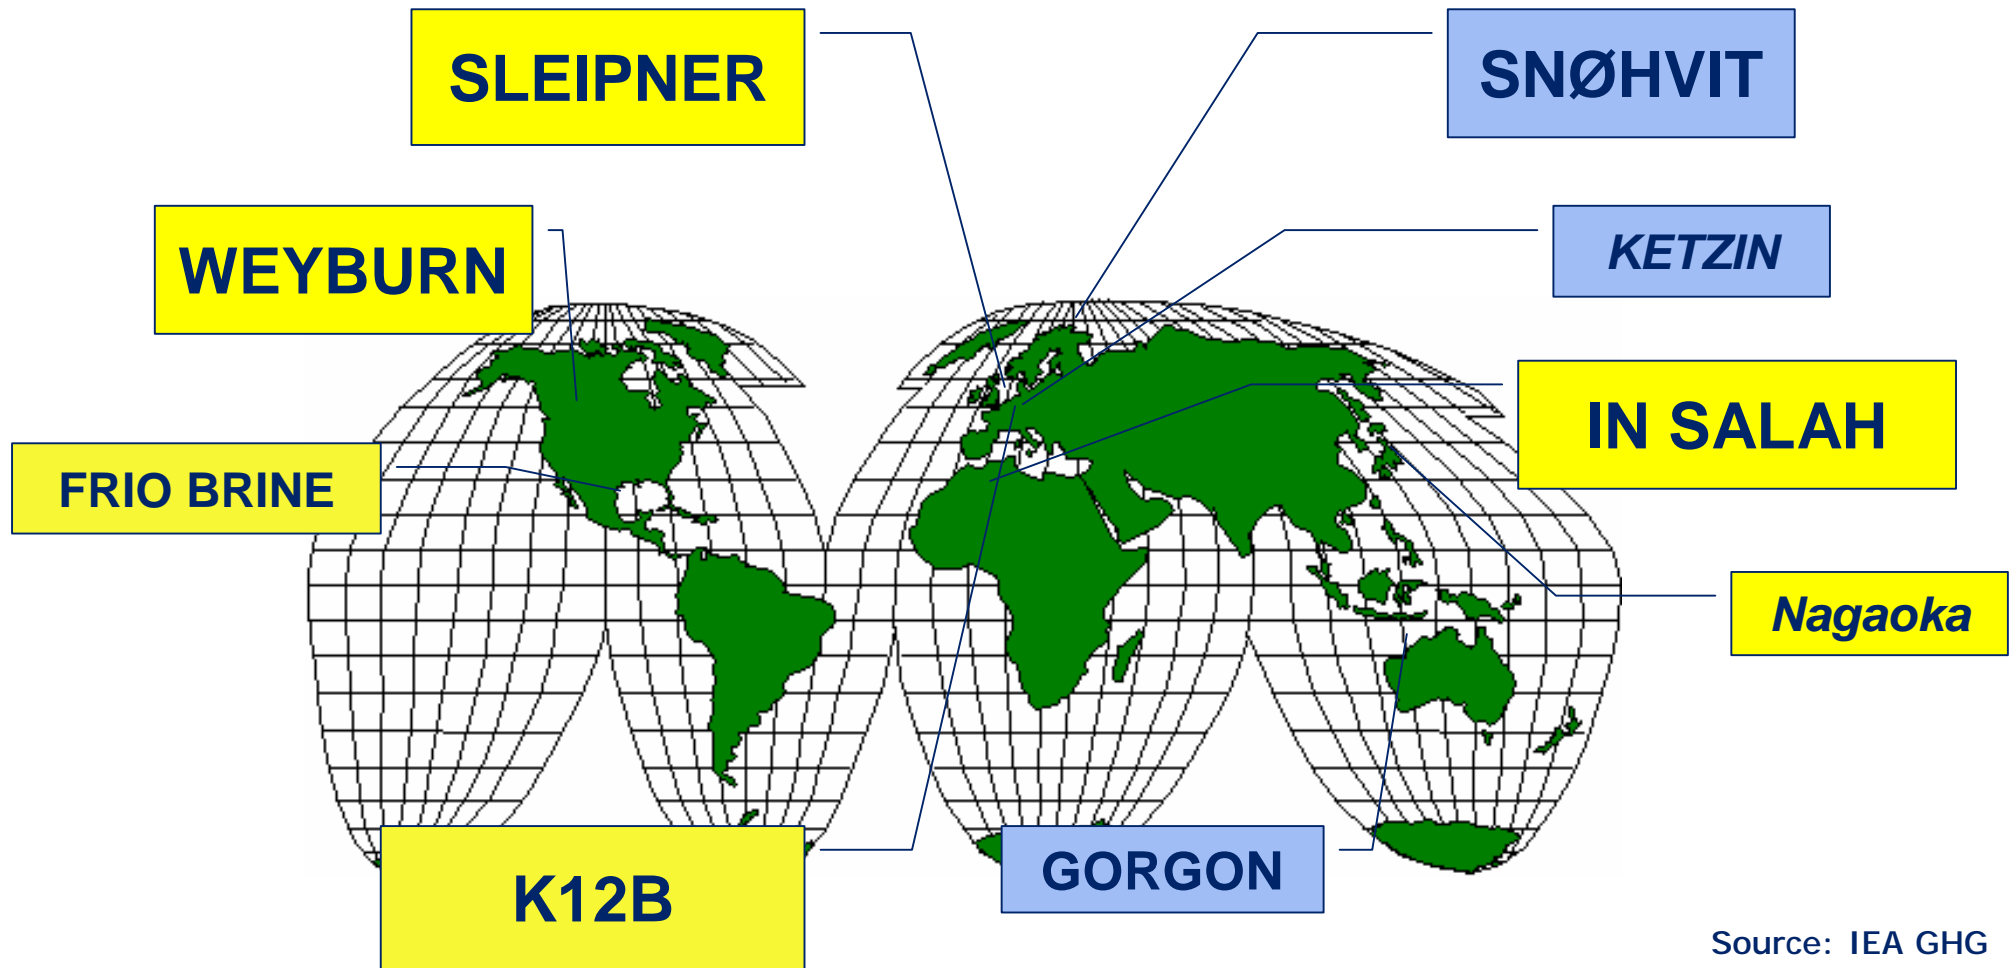 SLEIPNER
SNØHVIT
WEYBURN
KETZIN
IN SALAH
FRIO BRINE
Nagaoka
K12B
GORGON
Source: IEA GHG